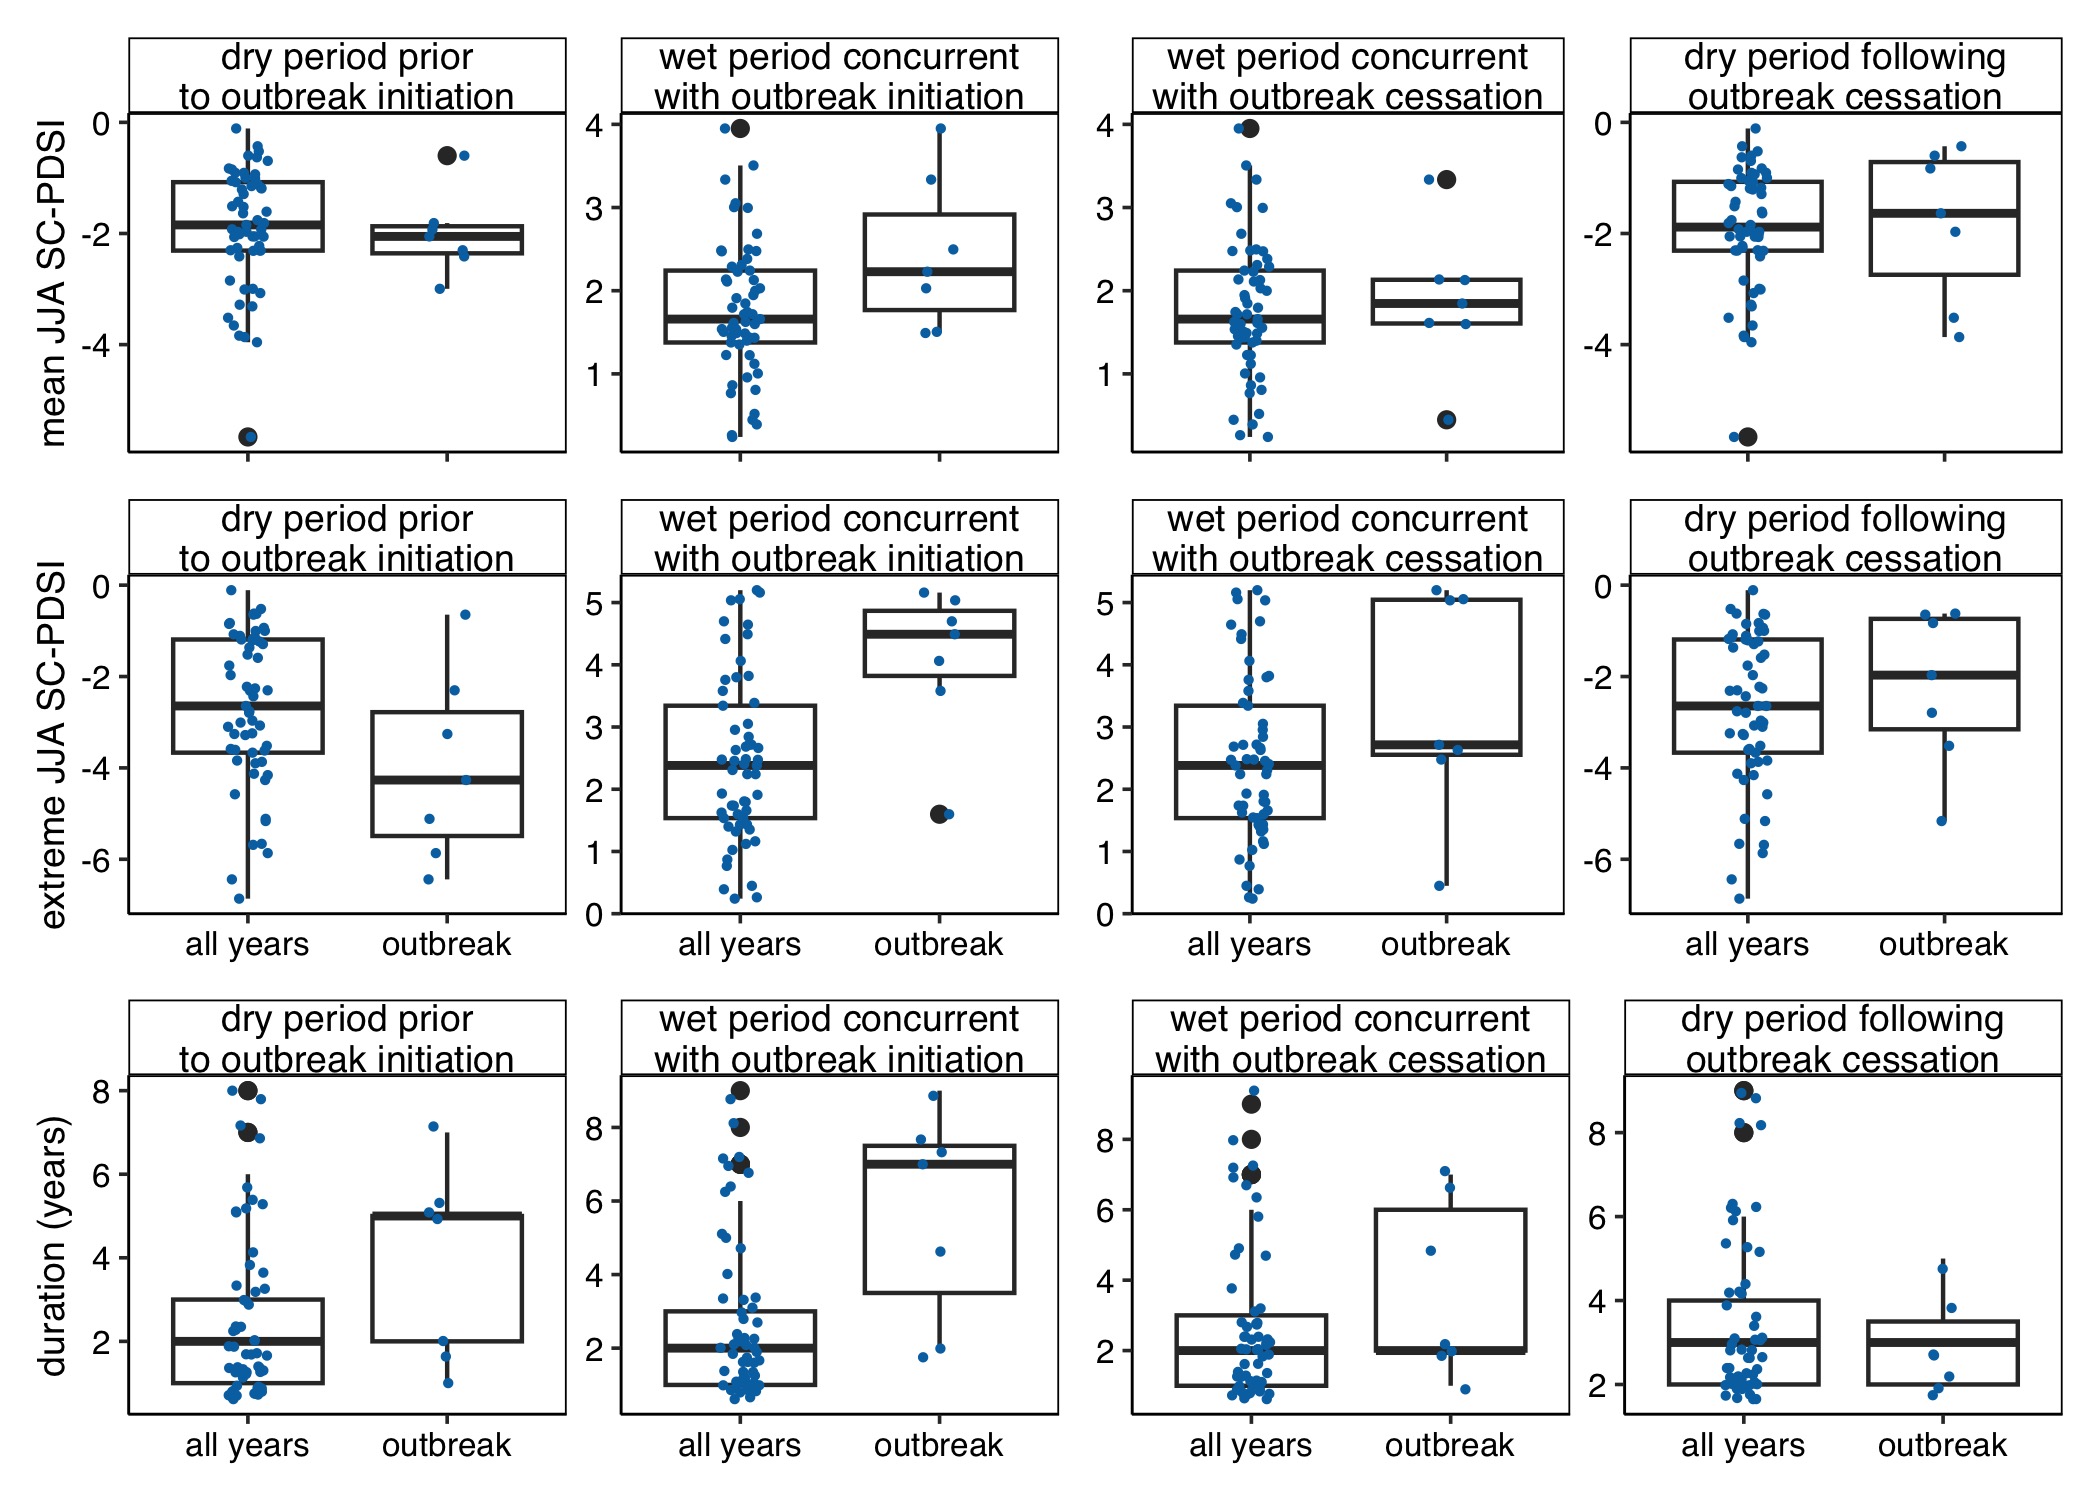 dry period prior
to outbreak initiation
wet period concurrent
with outbreak initiation
wet period concurrent
with outbreak cessation
dry period following
outbreak cessation
mean JJA SC-PDSI
0
-2
-4
4
3
2
1
4
3
2
1
0
-2
-4
dry period prior
to outbreak initiation
wet period concurrent
with outbreak initiation
wet period concurrent
with outbreak cessation
dry period following
outbreak cessation
extreme JJA SC-PDSI
0
-2
-4
-6
5
4
3
2
1
0
5
4
3
2
1
0
0
-2
-4
-6
all years
outbreak
all years
outbreak
all years
outbreak
all years
outbreak
dry period prior
to outbreak initiation
wet period concurrent
with outbreak initiation
wet period concurrent
with outbreak cessation
dry period following
outbreak cessation
duration (years)
8
6
4
2
8
6
4
2
8
6
4
2
8
6
4
2
all years
outbreak
all years
outbreak
all years
outbreak
all years
outbreak